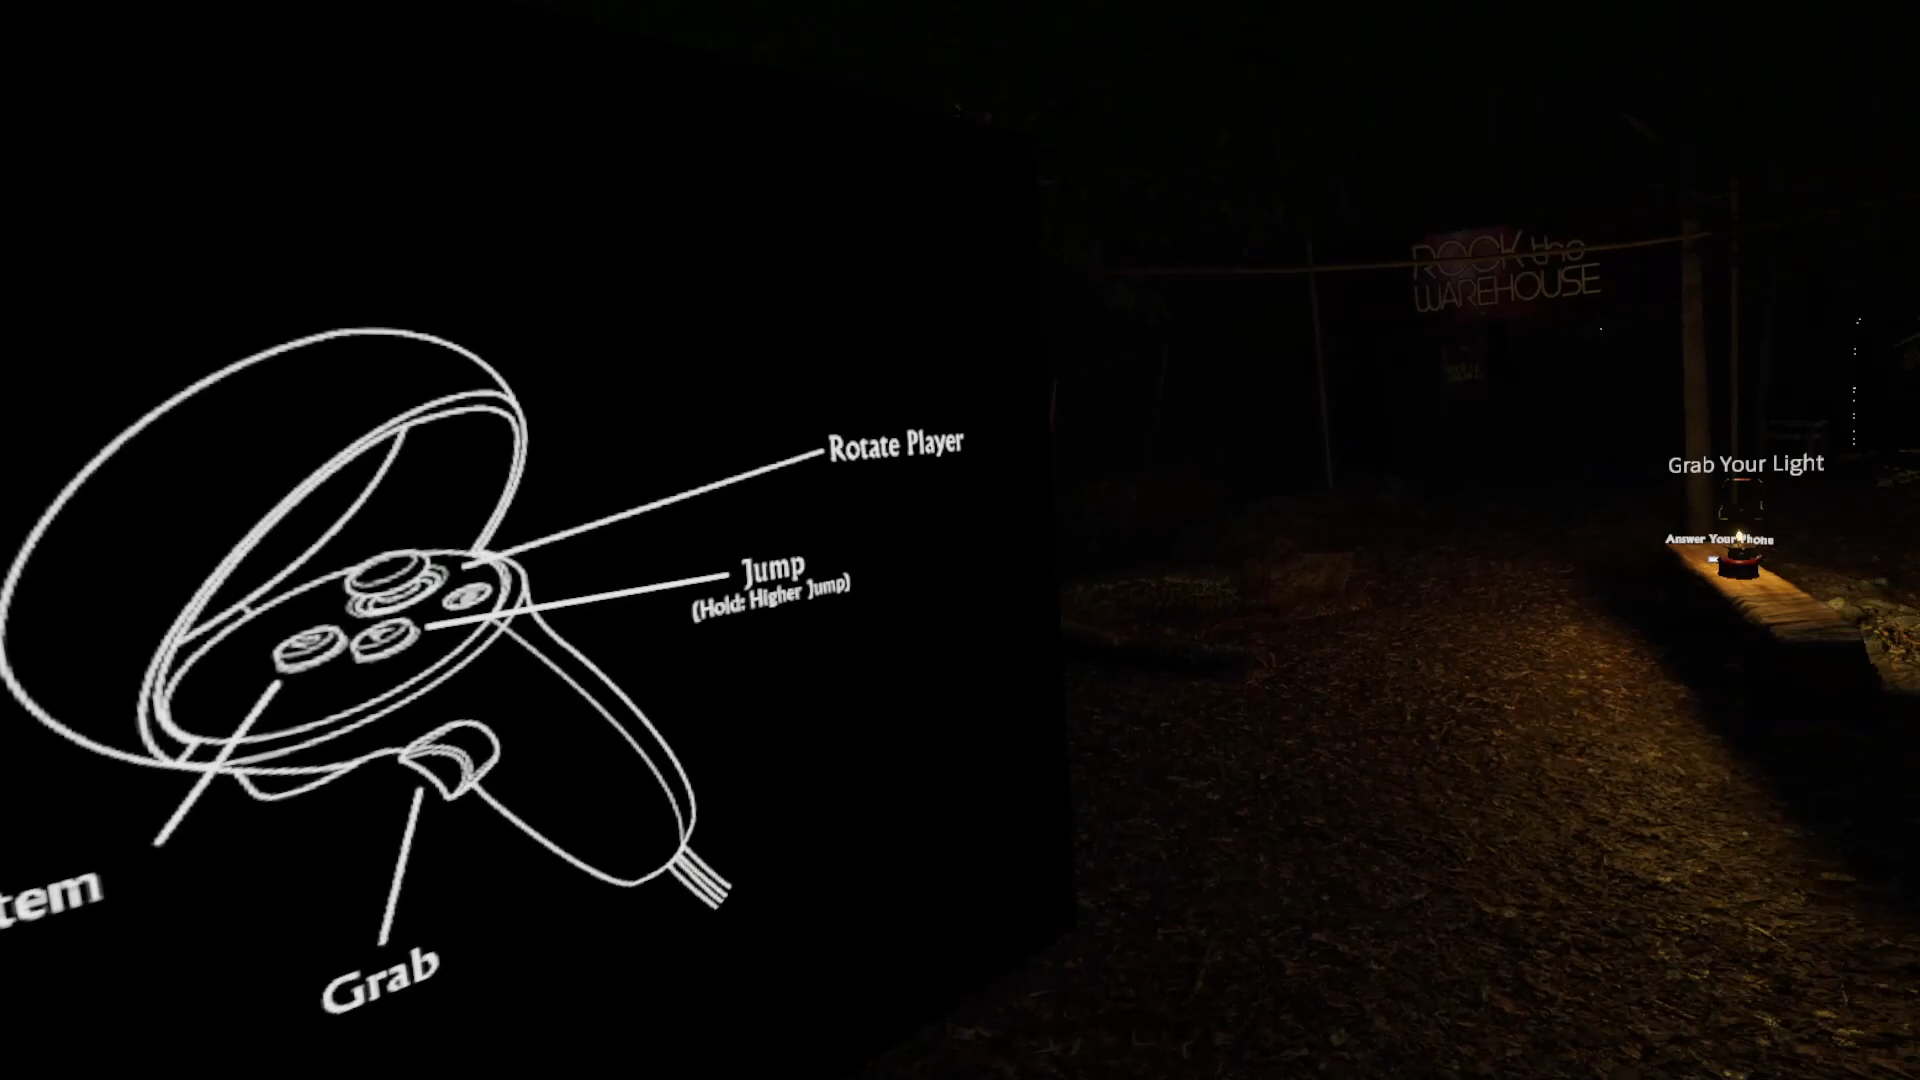 Rotate Player
Jump
(Hold: Higher Jump)
tem
Grab
ROCK the
WAREHOUSE
Grab Your Light
Answer Your Phone